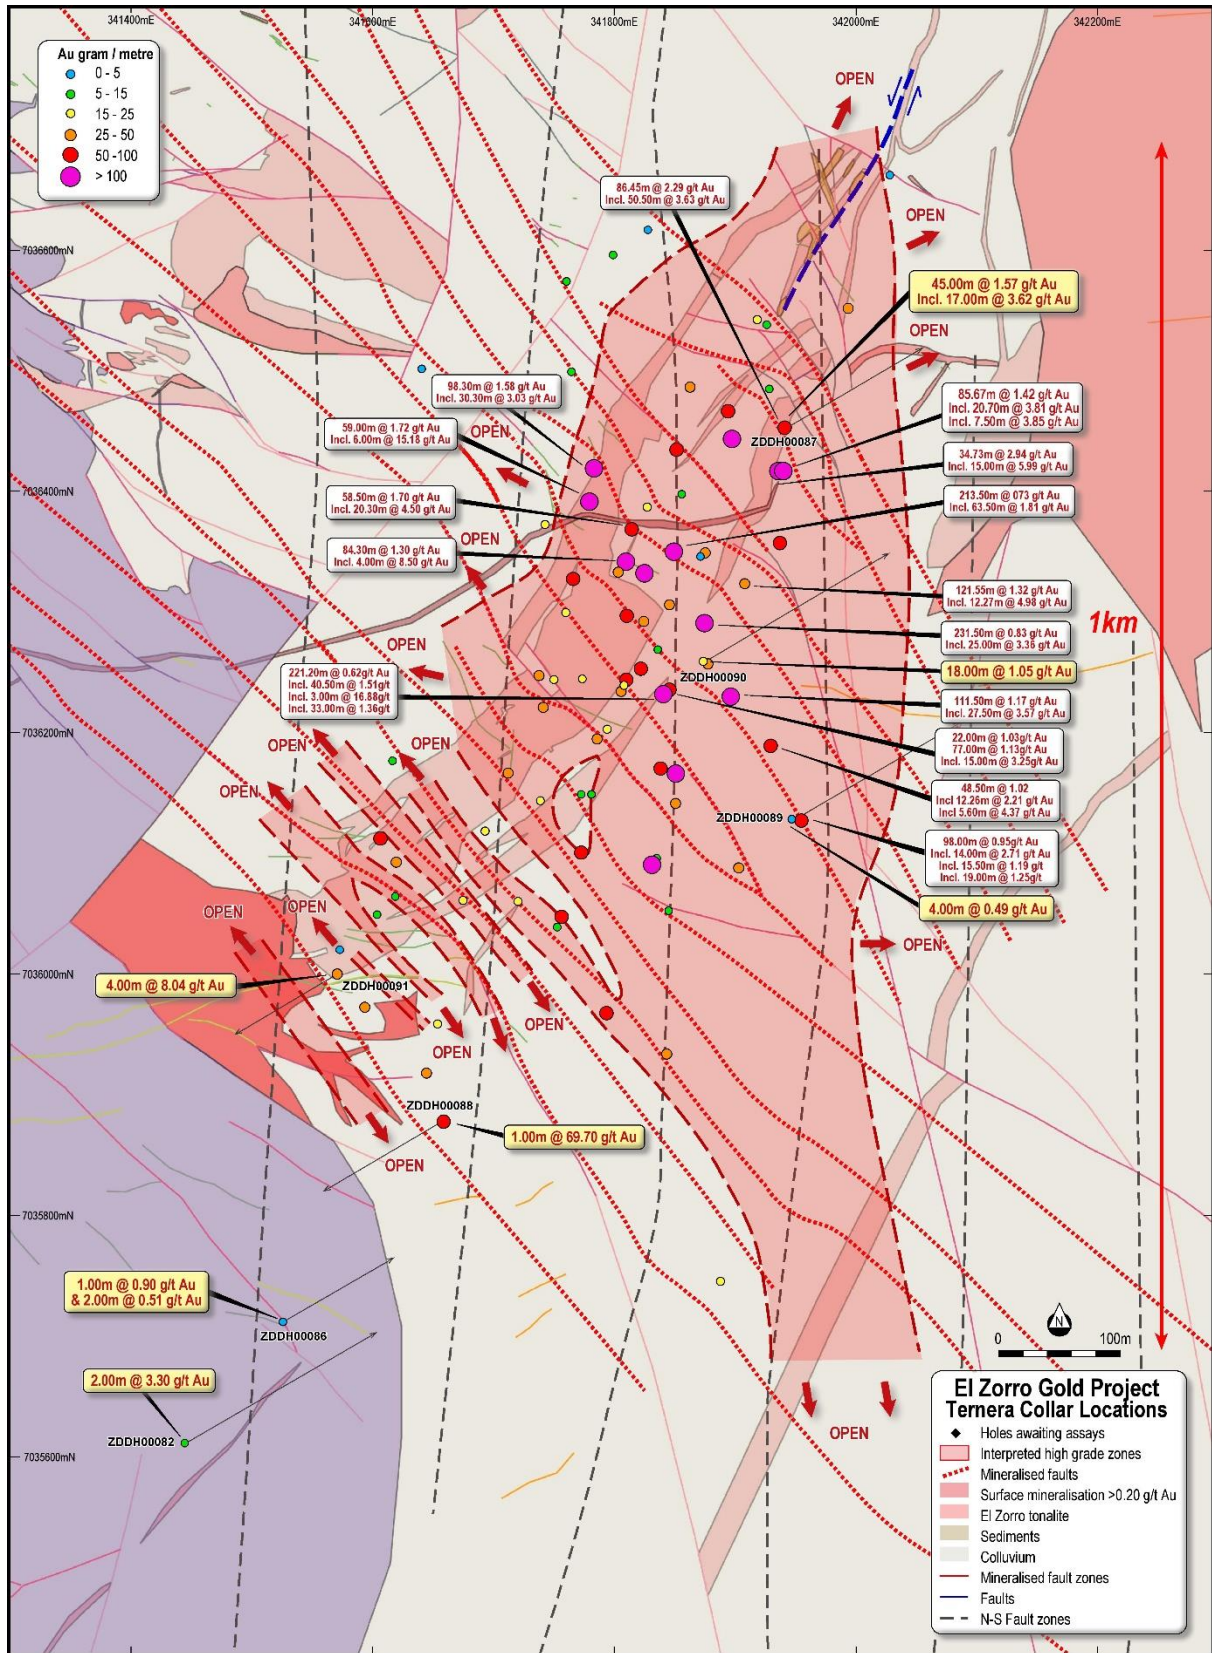 341400mE
341600mE
341800mE
342000mE
342200mE
Au gram / metre
0 - 5
5 - 15
15 - 25
25 - 50
50 -100
> 100
OPEN
86.45m @ 2.29 g/t Au
Incl. 50.50m @ 3.63 g/t Au
OPEN
7036600mN
45.00m @ 1.57 g/t Au
Incl. 17.00m @ 3.62 g/t Au
OPEN
98.30m @ 1.58 g/t Au
Incl. 30.30m @ 3.03 g/t Au
85.67m @ 1.42 g/t Au
Incl. 20.70m @ 3.81 g/t Au
Incl. 7.50m @ 3.85 g/t Au
59.00m @ 1.72 g/t Au
Incl. 6.00m @ 15.18 g/t Au
OPEN
ZDDH00087
34.73m @ 2.94 g/t Au
Incl. 15.00m @ 5.99 g/t Au
7036400mN
58.50m @ 1.70 g/t Au
Incl. 20.30m @ 4.50 g/t Au
213.50m @ 073 g/t Au
Incl. 63.50m @ 1.81 g/t Au
OPEN
84.30m @ 1.30 g/t Au
Incl. 4.00m @ 8.50 g/t Au
121.55m @ 1.32 g/t Au
Incl. 12.27m @ 4.98 g/t Au
1km
231.50m @ 0.83 g/t Au
Incl. 25.00m @ 3.36 g/t Au
OPEN
221.20m @ 0.62g/t Au
Incl. 40.50m @ 1.51g/t
Incl. 3.00m @ 16.88g/t
Incl. 33.00m @ 1.36g/t
ZDDH00090
18.00m @ 1.05 g/t Au
111.50m @ 1.17 g/t Au
Incl. 27.50m @ 3.57 g/t Au
7036200mN
OPEN
OPEN
22.00m @ 1.03g/t Au
77.00m @ 1.13g/t Au
Incl. 15.00m @ 3.25g/t Au
OPEN
48.50m @ 1.02
Incl 12.26m @ 2.21 g/t Au
Incl 5.60m @ 4.37 g/t Au
ZDDH00089
98.00m @ 0.95g/t Au
Incl. 14.00m @ 2.71 g/t Au
Incl. 15.50m @ 1.19 g/t
Incl. 19.00m @ 1.25g/t
4.00m @ 0.49 g/t Au
OPEN
OPEN
OPEN
7036000mN
4.00m @ 8.04 g/t Au
ZDDH00091
OPEN
OPEN
ZDDH00088
1.00m @ 69.70 g/t Au
OPEN
7035800mN
1.00m @ 0.90 g/t Au
& 2.00m @ 0.51 g/t Au
ZDDH00086
N
0
100m
2.00m @ 3.30 g/t Au
ZDDH00082
OPEN
7035600mN
El Zorro Gold Project
Ternera Collar Locations
Holes awaiting assays
Interpreted high grade zones
Mineralised faults
Surface mineralisation >0.20 g/t Au
El Zorro tonalite
Sediments
Colluvium
Mineralised fault zones
Faults
N-S Fault zones